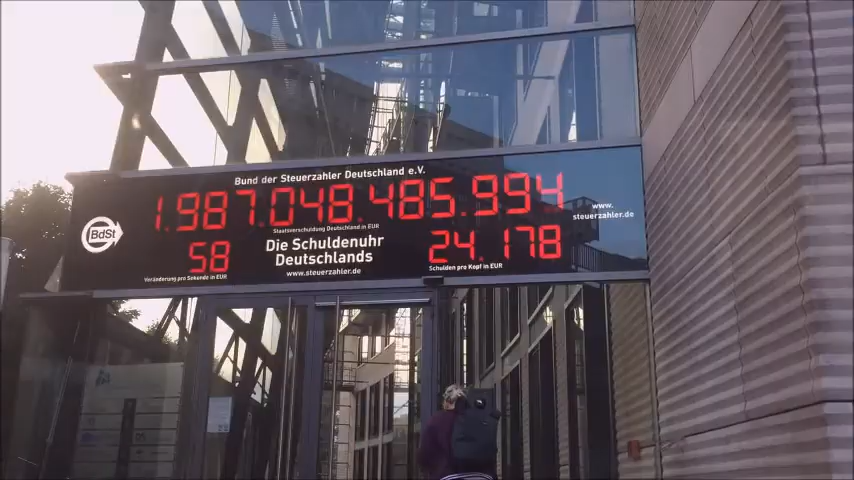 Bund der Steuerzahler Deutschland e.V.
1.987.048.485.994
Staatsverschuldung Deutschland in EUR
www.
steuerzahler.de
BdSt
58
Die Schuldenuhr
Deutschlands
24.178
www.steuerzahler.de
Veränderung pro Sekunde in EUR
Schulden pro Kopf in EUR